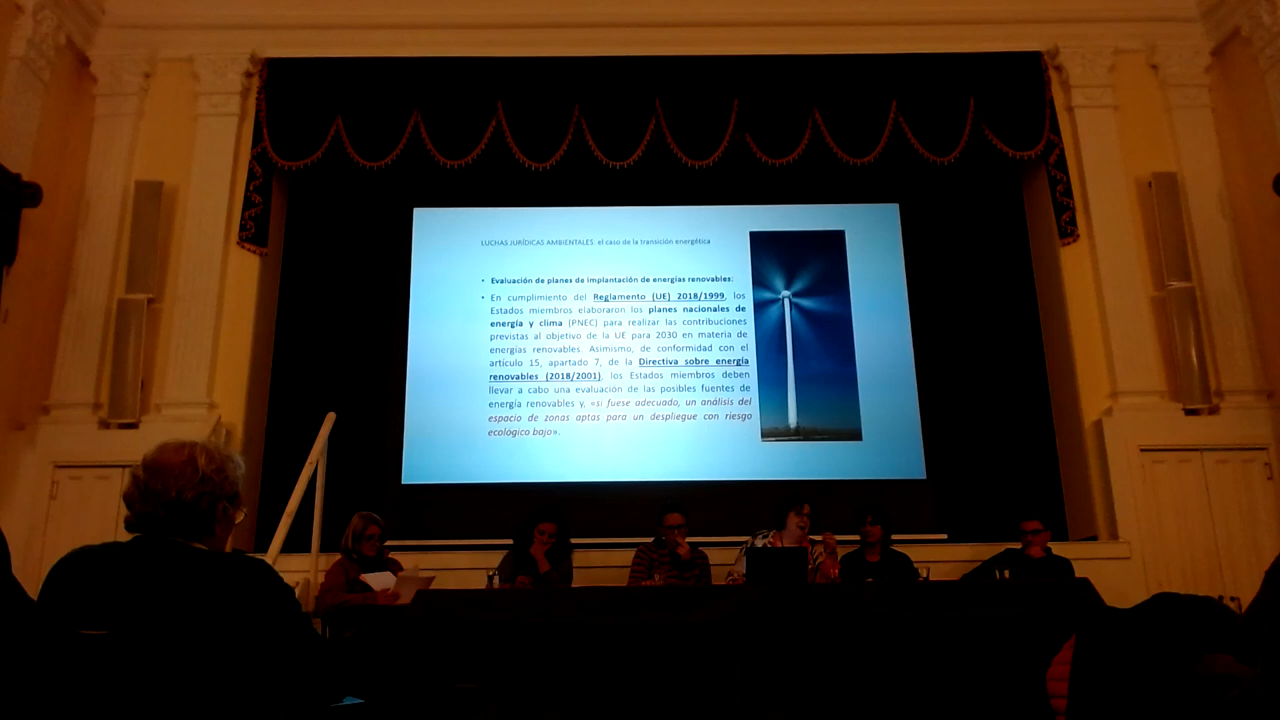 LUCHAS JURÍDICAS AMBIENTALES: el caso de la transición energética
• Evaluación de planes de implantación de energías renovables:
• En cumplimiento del Reglamento (UE) 2018/1999, los
Estados miembros elaboraron los planes nacionales de
energía y clima (PNEC) para realizar las contribuciones
previstas al objetivo de la UE para 2030 en materia de
energías renovables. Asimismo, de conformidad con el
artículo 15, apartado 7, de la Directiva sobre energía
renovables (2018/2001), los Estados miembros deben
llevar a cabo una evaluación de las posibles fuentes de
energía renovables y, «si fuese adecuado, un análisis del
espacio de zonas aptas para un despliegue con riesgo
ecológico bajo».